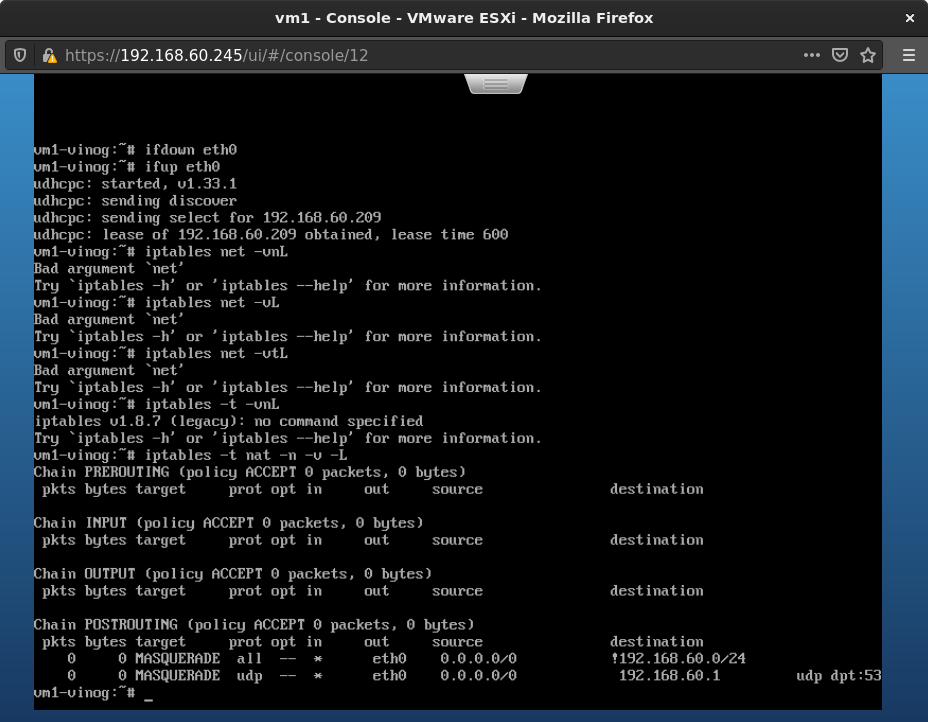 vm1 - Console - VMware ESXi - Mozilla Firefox
https://192.168.60.245/ui/#/console/12
vm1-vinog:~# ifdown eth0
vm1-vinog:~# ifup eth0
udhcpc: started, v1.33.1
udhcpc: sending discover
udhcpc: sending select for 192.168.60.209
udhcpc: lease of 192.168.60.209 obtained, lease time 600
vm1-vinog:~# iptables net -vnL
Bad argument `net'
Try `iptables -h' or 'iptables --help' for more information.
vm1-vinog:~# iptables net -vL
Bad argument `net'
Try `iptables -h' or 'iptables --help' for more information.
vm1-vinog:~# iptables net -vtL
Bad argument `net'
Try `iptables -h' or 'iptables --help' for more information.
vm1-vinog:~# iptables -t -vnL
iptables v1.8.7 (legacy): no command specified
Try `iptables -h' or 'iptables --help' for more information.
vm1-vinog:~# iptables -t nat -n -v -L
Chain PREROUTING (policy ACCEPT 0 packets, 0 bytes)
 pkts bytes target     prot opt in     out     source               destination

Chain INPUT (policy ACCEPT 0 packets, 0 bytes)
 pkts bytes target     prot opt in     out     source               destination

Chain OUTPUT (policy ACCEPT 0 packets, 0 bytes)
 pkts bytes target     prot opt in     out     source               destination

Chain POSTROUTING (policy ACCEPT 0 packets, 0 bytes)
 pkts bytes target     prot opt in     out     source               destination
    0     0 MASQUERADE  all  --  *      eth0    0.0.0.0/0           !192.168.60.0/24
    0     0 MASQUERADE  udp  --  *      eth0    0.0.0.0/0            192.168.60.1         udp dpt:53
vm1-vinog:~# _